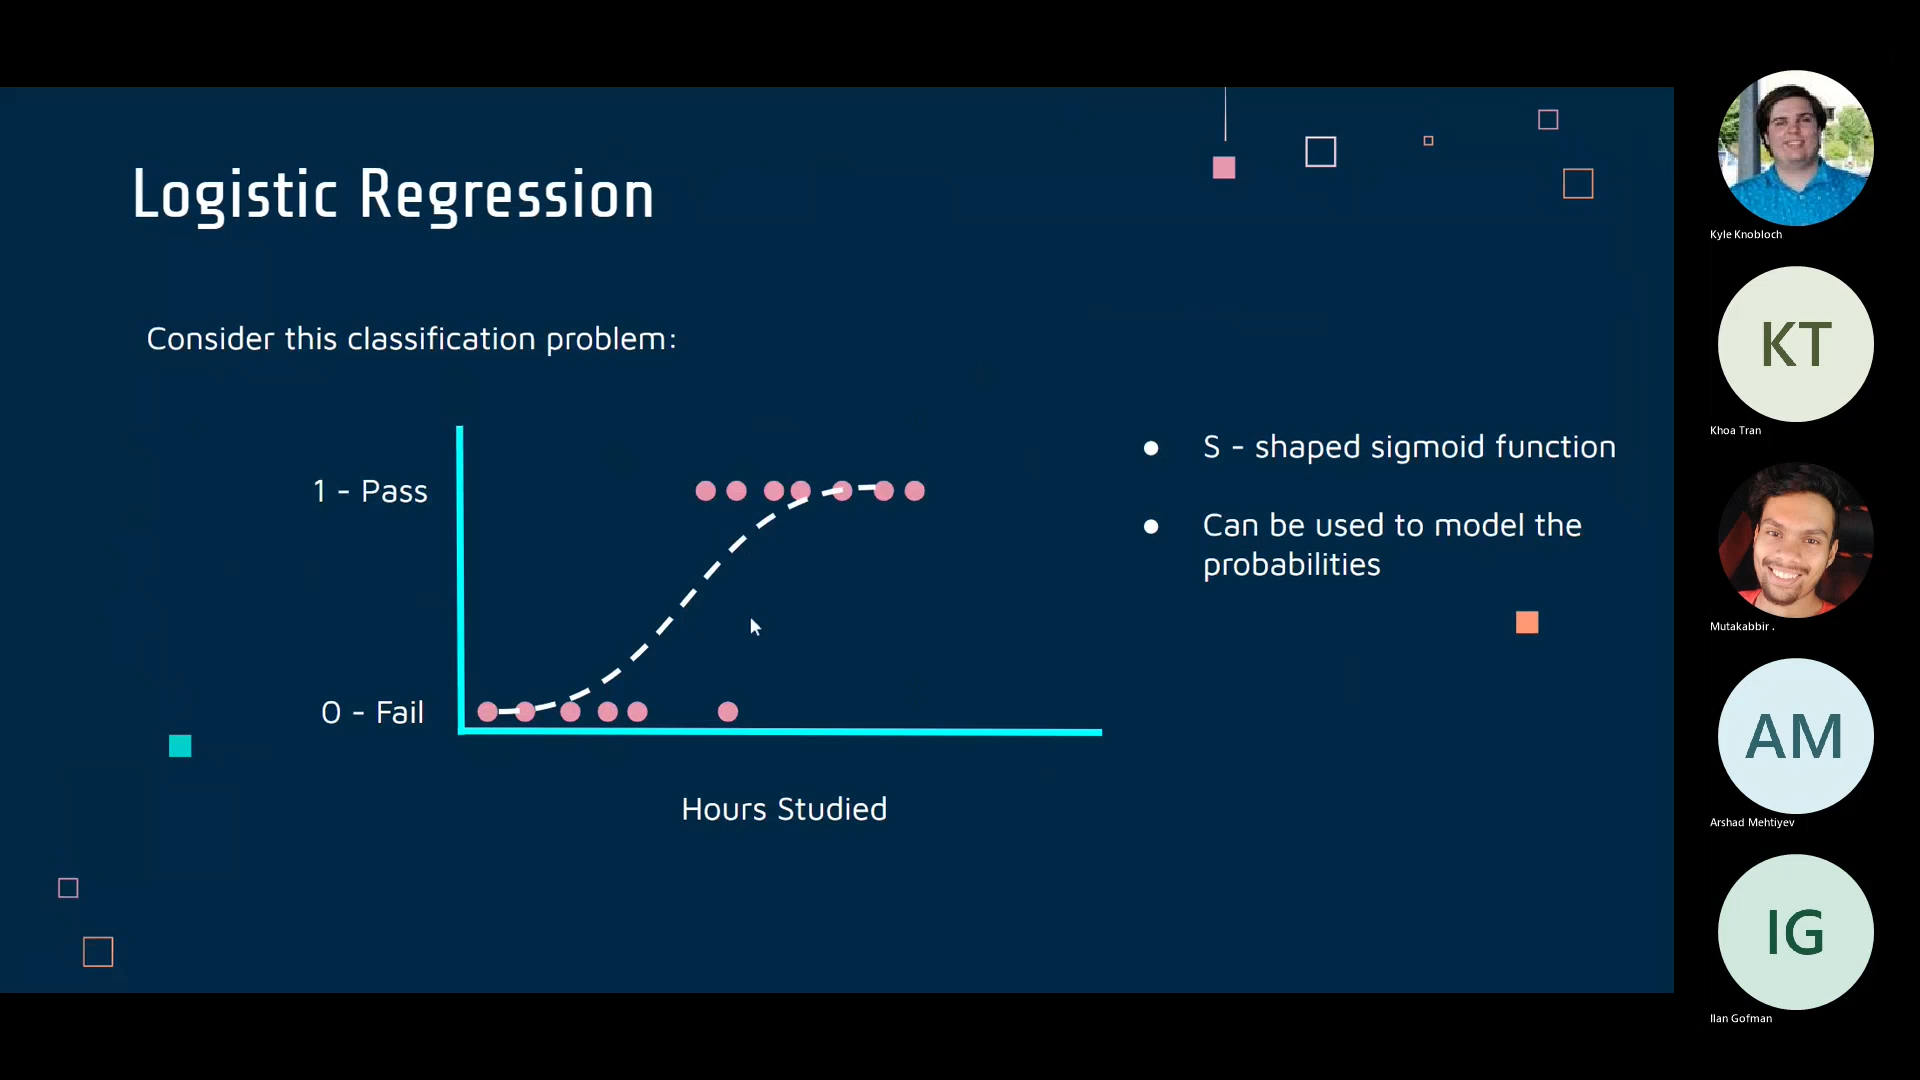 Logistic Regression
Consider this classification problem:
1 - Pass
0 - Fail
Hours Studied
S - shaped sigmoid function
Can be used to model the
probabilities
Kyle Knobloch
KT
Khoa Tran
Mutakabbir .
AM
Arshad Mehtiyev
IG
Ilan Gofman